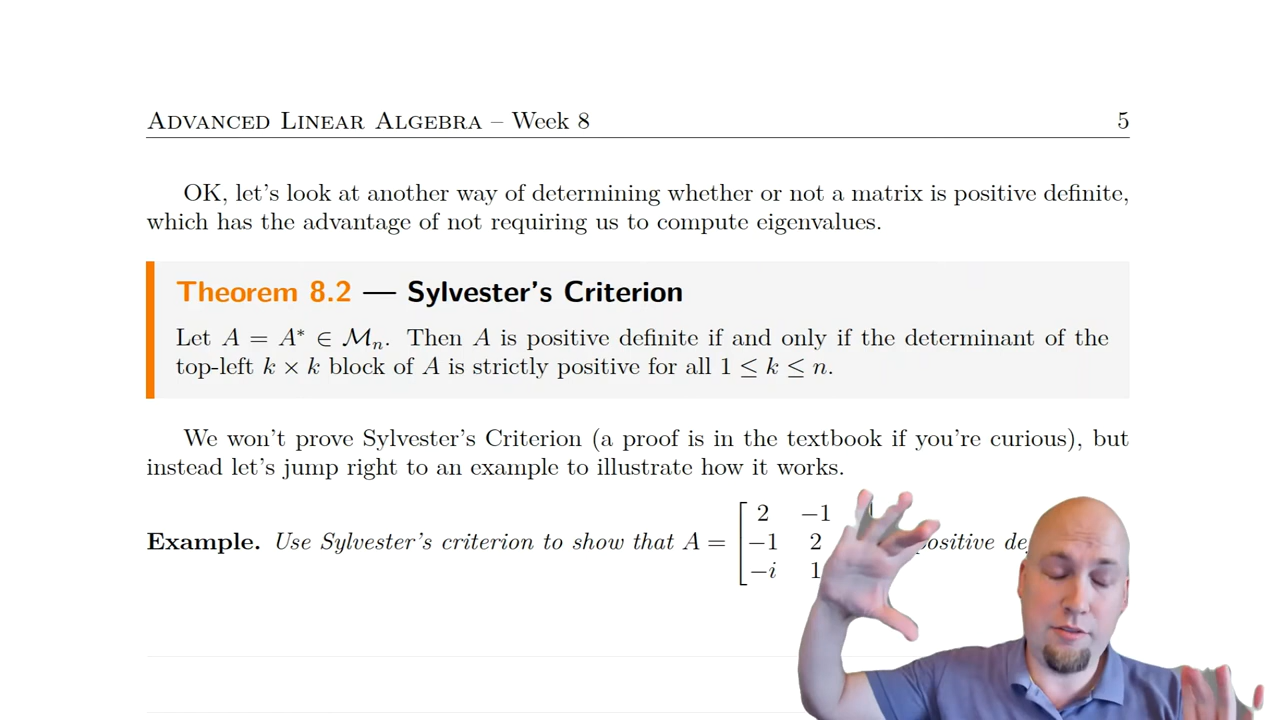 ADVANCED LINEAR ALGEBRA – Week 8 5
OK, let's look at another way of determining whether or not a matrix is positive definite,
which has the advantage of not requiring us to compute eigenvalues.
Theorem 8.2 — Sylvester's Criterion
Let A = A* ∈ ℳₙ. Then A is positive definite if and only if the determinant of the
top-left k × k block of A is strictly positive for all 1 ≤ k ≤ n.
We won't prove Sylvester's Criterion (a proof is in the textbook if you're curious), but
instead let's jump right to an example to illustrate how it works.
2 −1
Example. Use Sylvester's criterion to show that A = −1 2 positive
−i 1